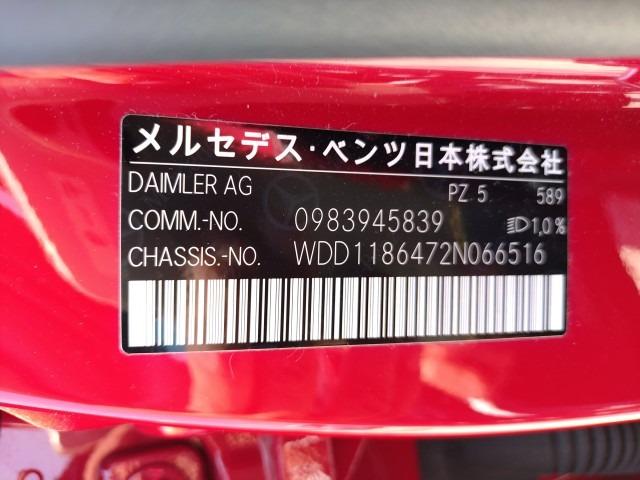 メルセデス・ベンツ日本株式会社
DAIMLER AG PZ 5 589
COMM.-NO. 0983945839 1,0%
CHASSIS.-NO. WDD1186472N066516